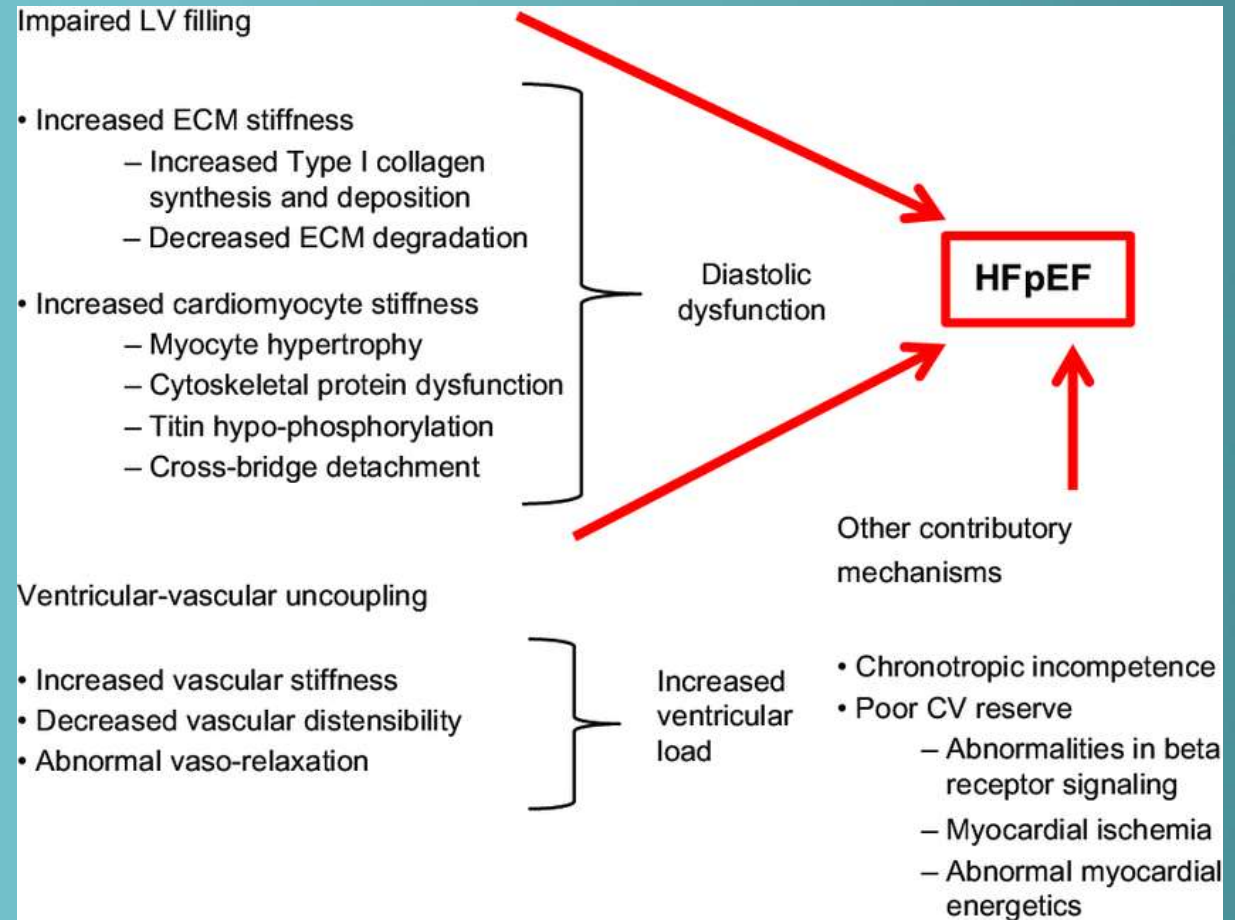 Impaired LV filling
• Increased ECM stiffness
– Increased Type I collagen
synthesis and deposition
– Decreased ECM degradation
• Increased cardiomyocyte stiffness
– Myocyte hypertrophy
– Cytoskeletal protein dysfunction
– Titin hypo-phosphorylation
– Cross-bridge detachment
Diastolic
dysfunction
HFpEF
Ventricular-vascular uncoupling
• Increased vascular stiffness
• Decreased vascular distensibility
• Abnormal vaso-relaxation
Increased
ventricular
load
Other contributory
mechanisms
• Chronotropic incompetence
• Poor CV reserve
– Abnormalities in beta
receptor signaling
– Myocardial ischemia
– Abnormal myocardial
energetics